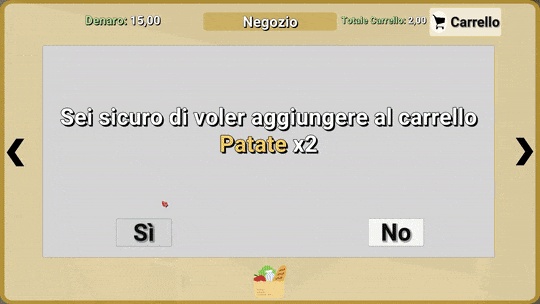 Denaro: 15,00
Negozio
Totale Carrello: 2,00
Carrello
Sei sicuro di voler aggiungere al carrello
Patate x2
Sì
No